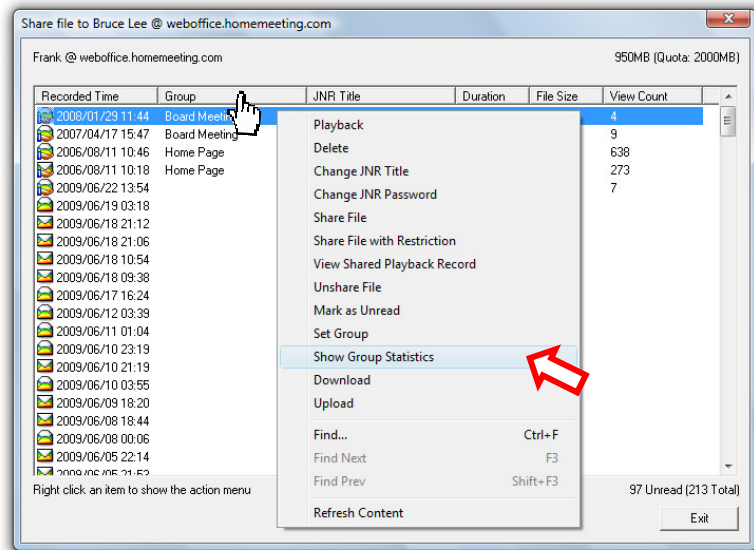 Share file to Bruce Lee @ weboffice.homemeeting.com
Frank @ weboffice.homemeeting.com 950MB (Quota: 2000MB)
Recorded Time Group JNR Title Duration File Size View Count
2008/01/29 11:44 Board Meeting 4
2007/04/17 15:47 Board Meeting 9
2006/08/11 10:46 Home Page 638
2006/08/11 10:18 Home Page 273
2009/06/22 13:54 7
2009/06/19 03:18
2009/06/18 21:12
2009/06/18 21:06
2009/06/18 10:54
2009/06/18 09:38
2009/06/17 16:24
2009/06/12 03:39
2009/06/11 01:04
2009/06/10 23:19
2009/06/10 21:19
2009/06/10 03:55
2009/06/09 18:20
2009/06/08 18:44
2009/06/08 00:06
2009/06/05 22:14
2009/06/05 21:52
Playback
Delete
Change JNR Title
Change JNR Password
Share File
Share File with Restriction
View Shared Playback Record
Unshare File
Mark as Unread
Set Group
Show Group Statistics
Download
Upload
Find... Ctrl+F
Find Next F3
Find Prev Shift+F3
Refresh Content
Right click an item to show the action menu 97 Unread (213 Total)
Exit